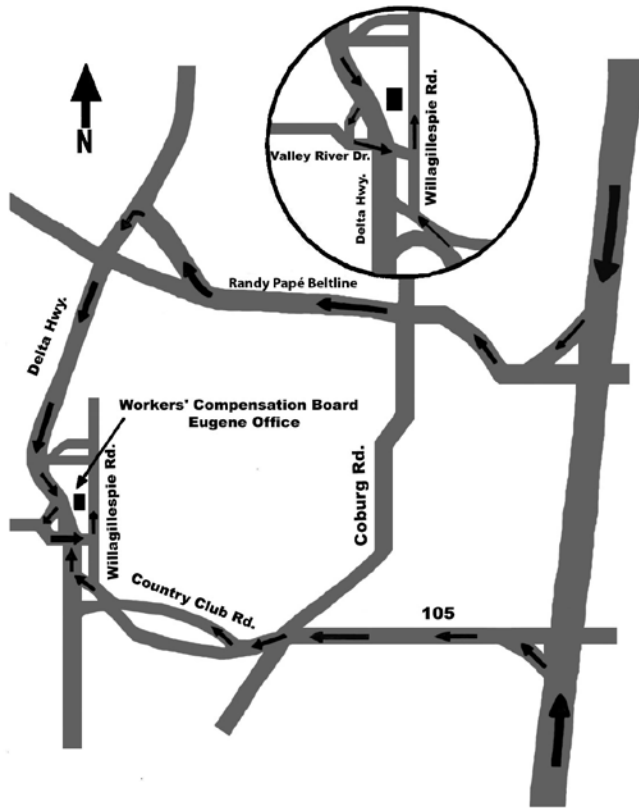 N
Willagillespie Rd.
Valley River Dr.
Delta Hwy.
Randy Papé Beltline
Delta Hwy.
Workers' Compensation Board
Eugene Office
Willagillespie Rd.
Coburg Rd.
Country Club Rd.
105